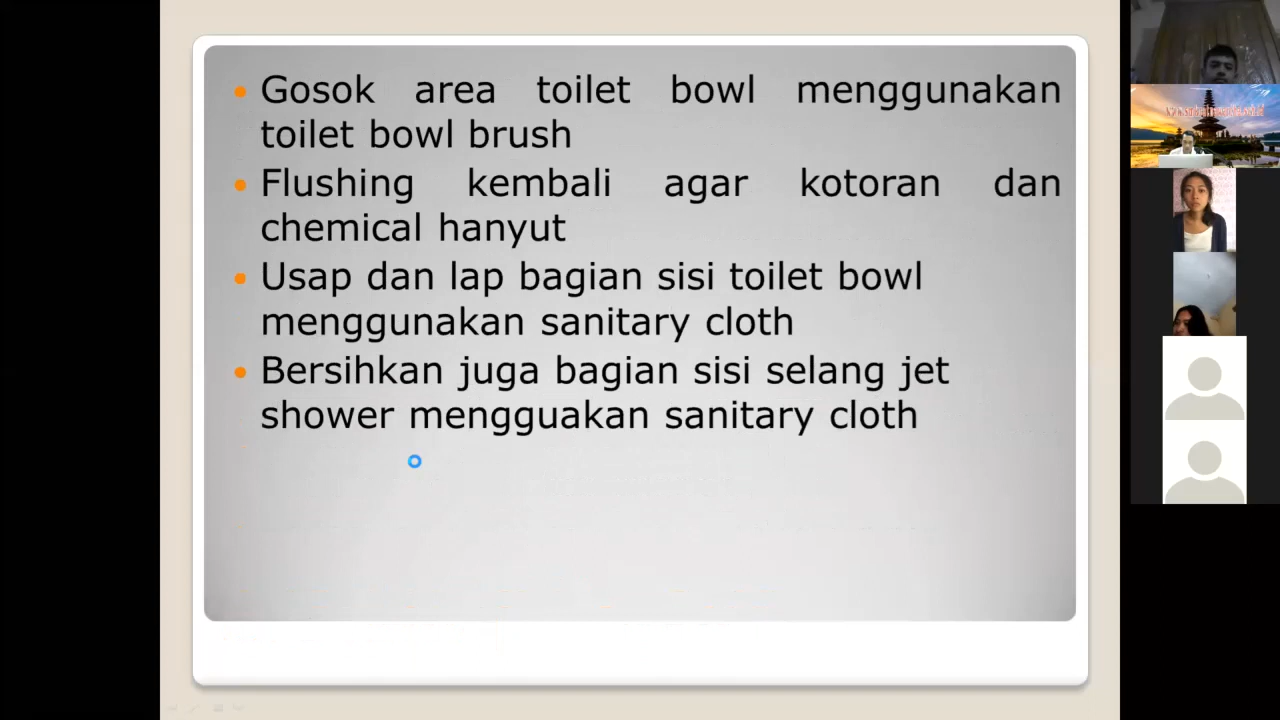 Gosok area toilet bowl menggunakan
toilet bowl brush
Flushing kembali agar kotoran dan
chemical hanyut
Usap dan lap bagian sisi toilet bowl
menggunakan sanitary cloth
Bersihkan juga bagian sisi selang jet
shower mengguakan sanitary cloth